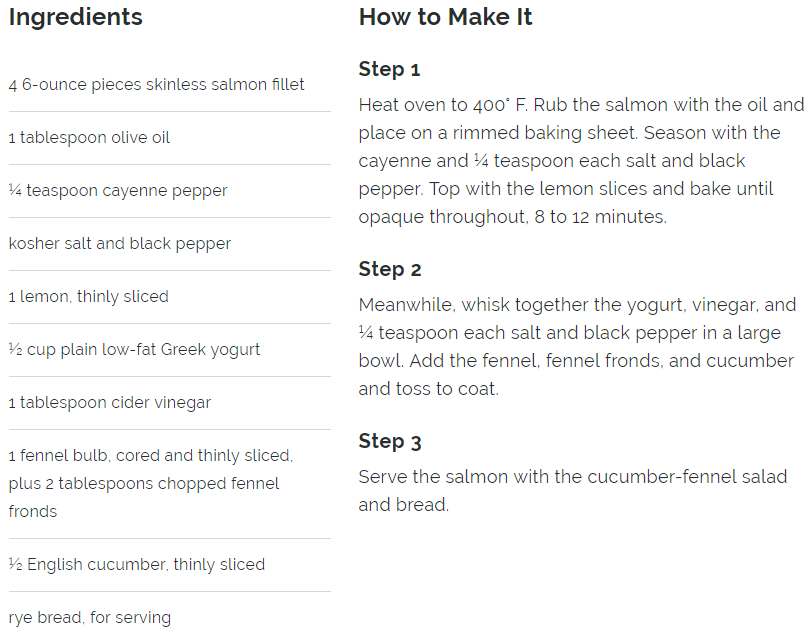 Ingredients
4 6-ounce pieces skinless salmon fillet
1 tablespoon olive oil
¼ teaspoon cayenne pepper
kosher salt and black pepper
1 lemon, thinly sliced
½ cup plain low-fat Greek yogurt
1 tablespoon cider vinegar
1 fennel bulb, cored and thinly sliced,
plus 2 tablespoons chopped fennel
fronds
½ English cucumber, thinly sliced
rye bread, for serving
How to Make It
Step 1
Heat oven to 400° F. Rub the salmon with the oil and
place on a rimmed baking sheet. Season with the
cayenne and ¼ teaspoon each salt and black
pepper. Top with the lemon slices and bake until
opaque throughout, 8 to 12 minutes.
Step 2
Meanwhile, whisk together the yogurt, vinegar, and
¼ teaspoon each salt and black pepper in a large
bowl. Add the fennel, fennel fronds, and cucumber
and toss to coat.
Step 3
Serve the salmon with the cucumber-fennel salad
and bread.